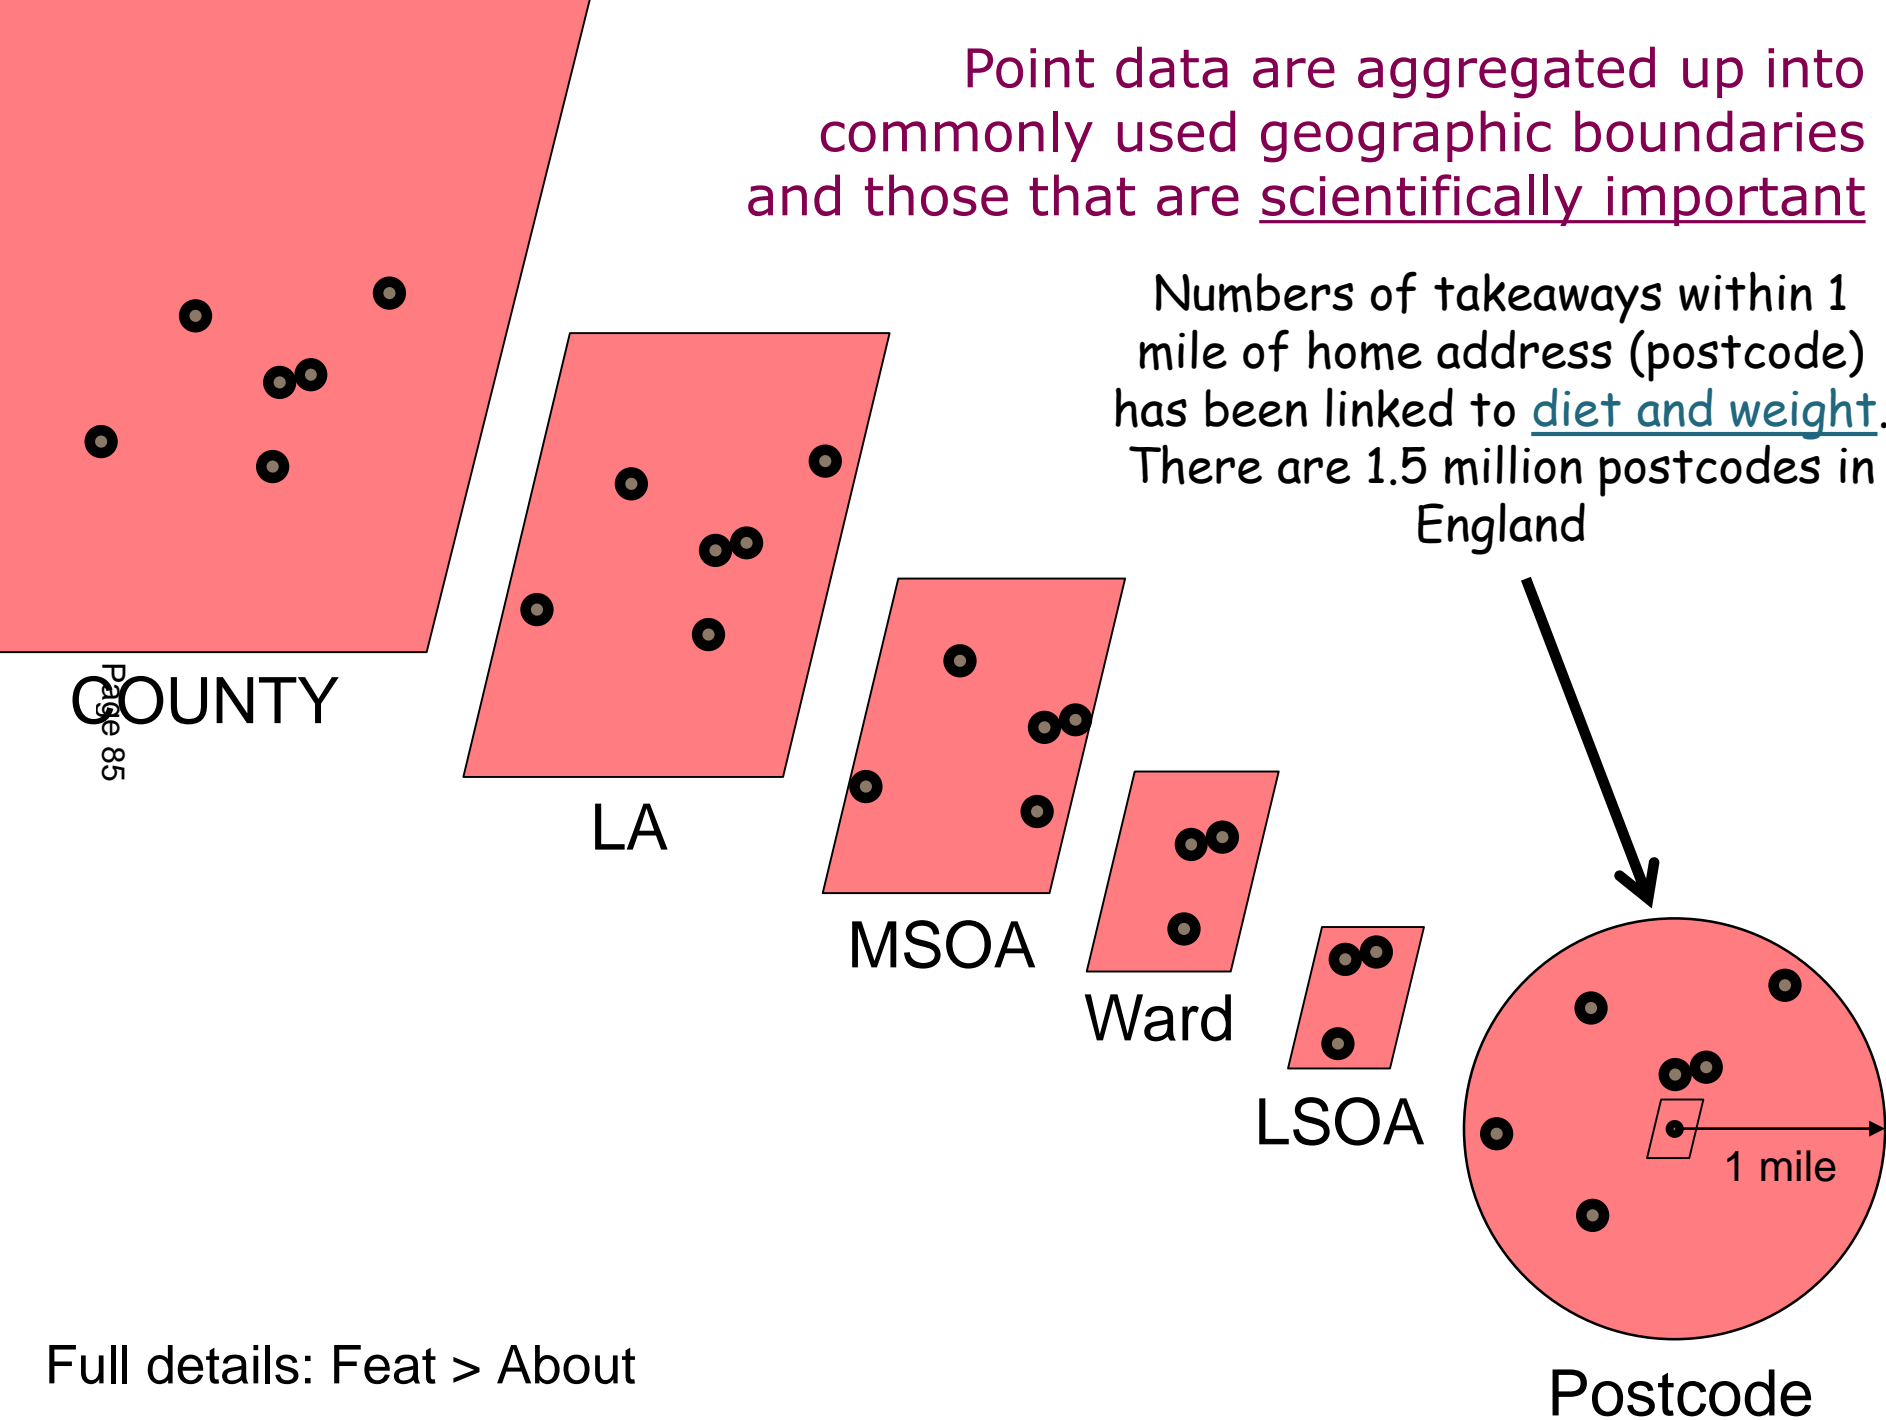 Point data are aggregated up into
commonly used geographic boundaries
and those that are scientifically important
Numbers of takeaways within 1
mile of home address (postcode)
has been linked to diet and weight.
There are 1.5 million postcodes in
England
COUNTY
Page 85
LA
MSOA
Ward
LSOA
1 mile
Postcode
Full details: Feat > About